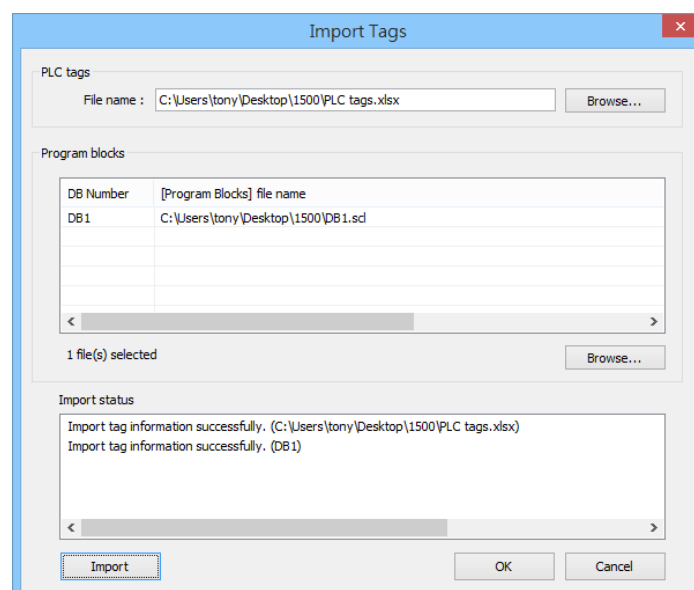 Import Tags
PLC tags
File name : C:\Users\tony\Desktop\1500\PLC tags.xlsx Browse...
Program blocks
DB Number [Program Blocks] file name
DB1 C:\Users\tony\Desktop\1500\DB1.scl
1 file(s) selected Browse...
Import status
Import tag information successfully. (C:\Users\tony\Desktop\1500\PLC tags.xlsx)
Import tag information successfully. (DB1)
Import OK Cancel